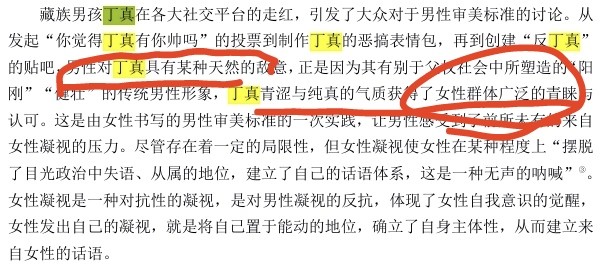 藏族男孩丁真在各大社交平台的走红，引发了大众对于男性审美标准的讨论。从
发起“你觉得丁真有你帅吗”的投票到制作丁真的恶搞表情包，再到创建“反丁真”
的贴吧，男性对丁真具有某种天然的敌意，正是因为其有别于父权社会中所塑造的“阳
刚”“健壮”的传统男性形象，丁真青涩与纯真的气质获得了女性群体广泛的青睐与
认可。这是由女性书写的男性审美标准的一次实践，让男性感受到了前所未有的来自
女性凝视的压力。尽管存在着一定的局限性，但女性凝视使女性在某种程度上“摆脱
了目光政治中失语、从属的地位，建立了自己的话语体系，这是一种无声的呐喊”⑨。
女性凝视是一种对抗性的凝视，是对男性凝视的反抗，体现了女性自我意识的觉醒，
女性发出自己的凝视，就是将自己置于能动的地位，确立了自身主体性，从而建立来
自女性的话语。